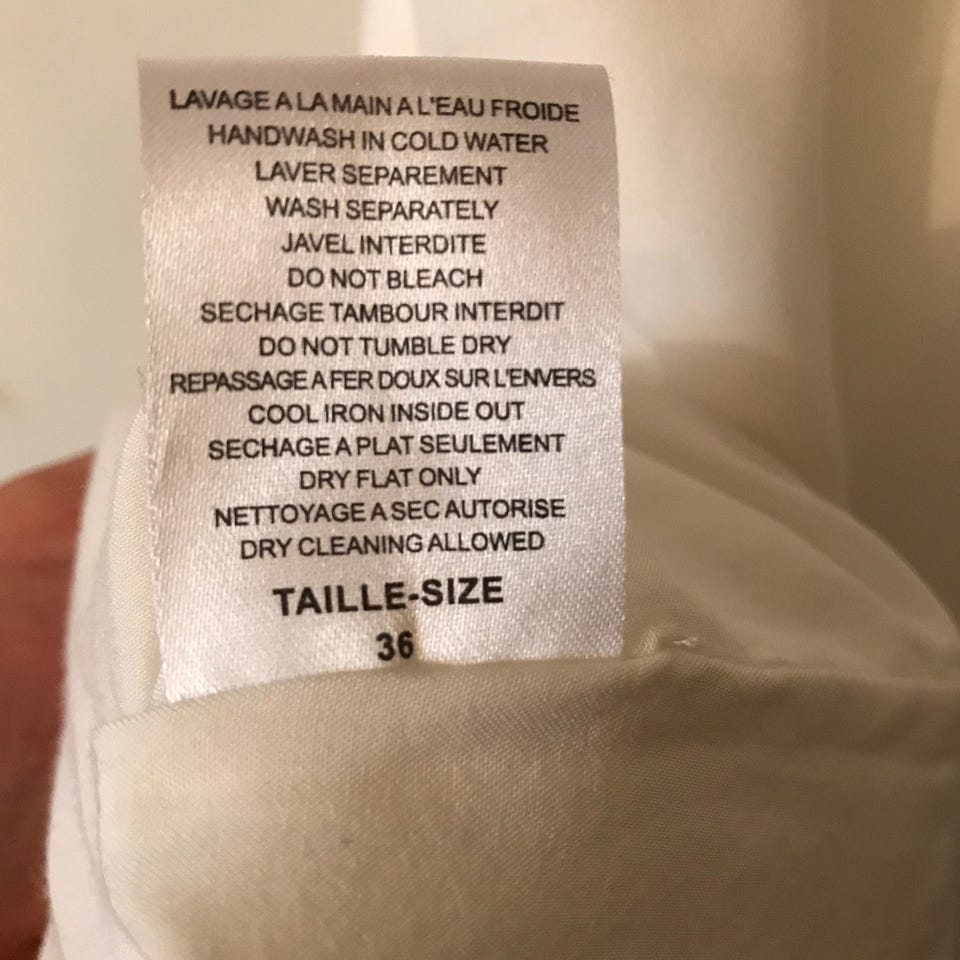 LAVAGE A LA MAIN A L'EAU FROIDE
HANDWASH IN COLD WATER
LAVER SEPAREMENT
WASH SEPARATELY
JAVEL INTERDITE
DO NOT BLEACH
SECHAGE TAMBOUR INTERDIT
DO NOT TUMBLE DRY
REPASSAGE A FER DOUX SUR L'ENVERS
COOL IRON INSIDE OUT
SECHAGE A PLAT SEULEMENT
DRY FLAT ONLY
NETTOYAGE A SEC AUTORISE
DRY CLEANING ALLOWED
TAILLE-SIZE
36